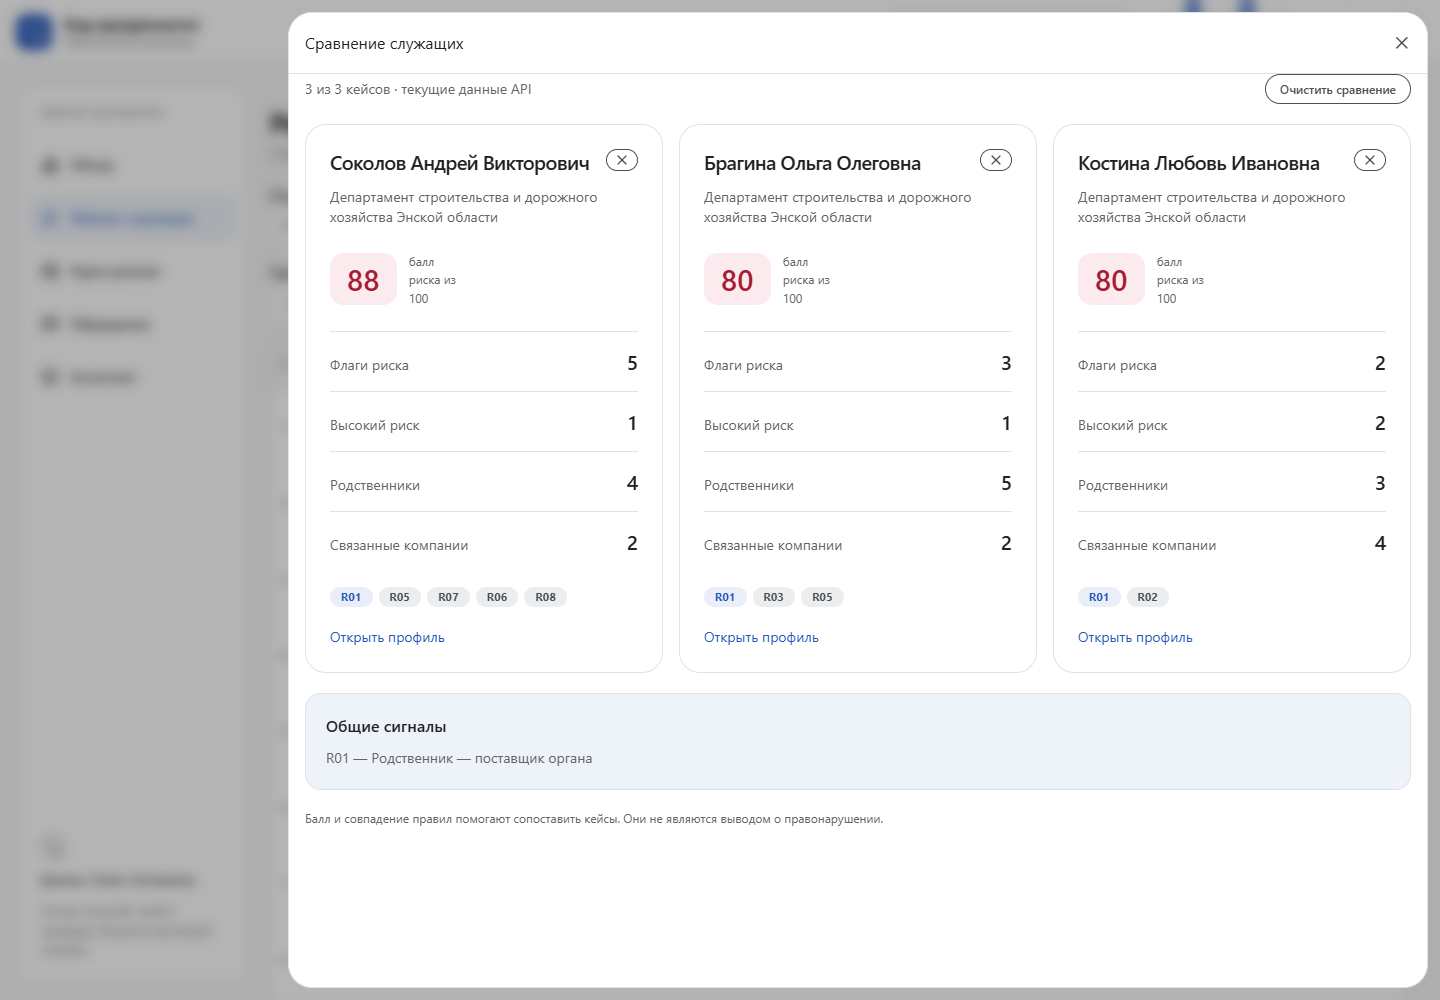 Сравнение служащих
3 из 3 кейсов · текущие данные API
Очистить сравнение
Соколов Андрей Викторович
Департамент строительства и дорожного
хозяйства Энской области
88
балл
риска из
100
Флаги риска 5
Высокий риск 1
Родственники 4
Связанные компании 2
R01 R05 R07 R06 R08
Открыть профиль
Брагина Ольга Олеговна
Департамент строительства и дорожного
хозяйства Энской области
80
балл
риска из
100
Флаги риска 3
Высокий риск 1
Родственники 5
Связанные компании 2
R01 R03 R05
Открыть профиль
Костина Любовь Ивановна
Департамент строительства и дорожного
хозяйства Энской области
80
балл
риска из
100
Флаги риска 2
Высокий риск 2
Родственники 3
Связанные компании 4
R01 R02
Открыть профиль
Общие сигналы
R01 — Родственник — поставщик органа
Балл и совпадение правил помогают сопоставить кейсы. Они не являются выводом о правонарушении.